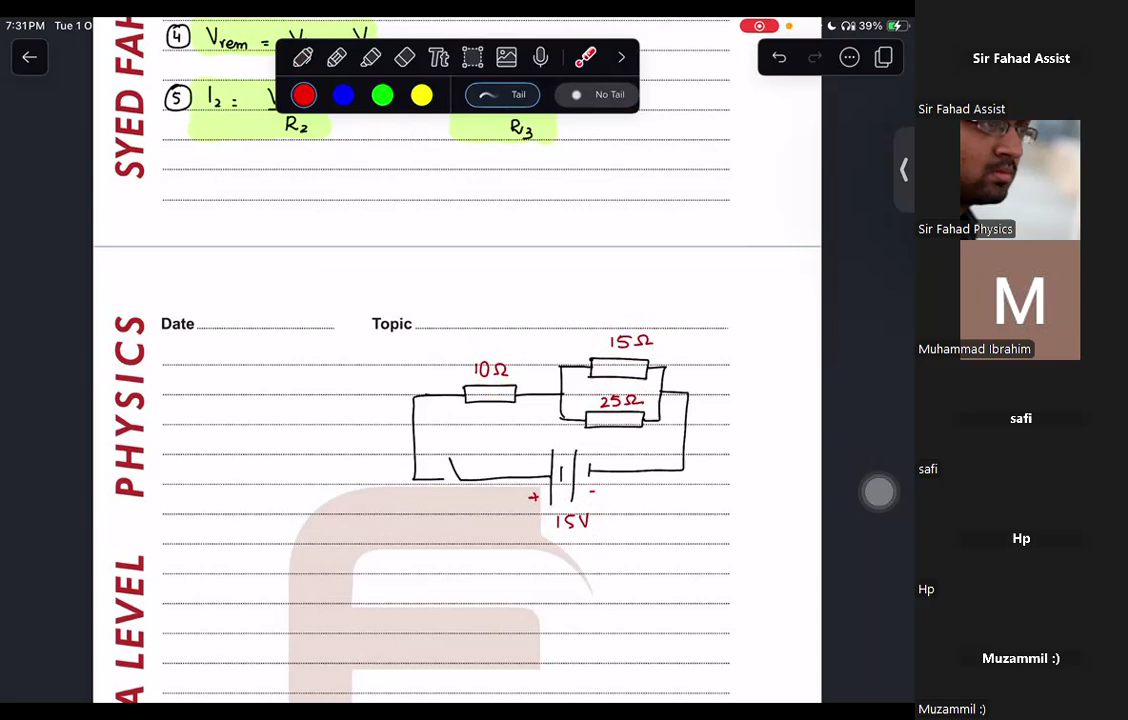 7:31PM Tue 1 O
39%
④ Vrem = V V
Tt
⑤ I₂ =
R₂
R₃
Tail
No Tail
SYED FAH
Date
Topic
15Ω
10Ω
25Ω
+
-
15V
A LEVEL PHYSICS
Sir Fahad Assist
Sir Fahad Assist
Sir Fahad Physics
M
Muhammad Ibrahim
safi
safi
Hp
Hp
Muzammil :)
Muzammil :)